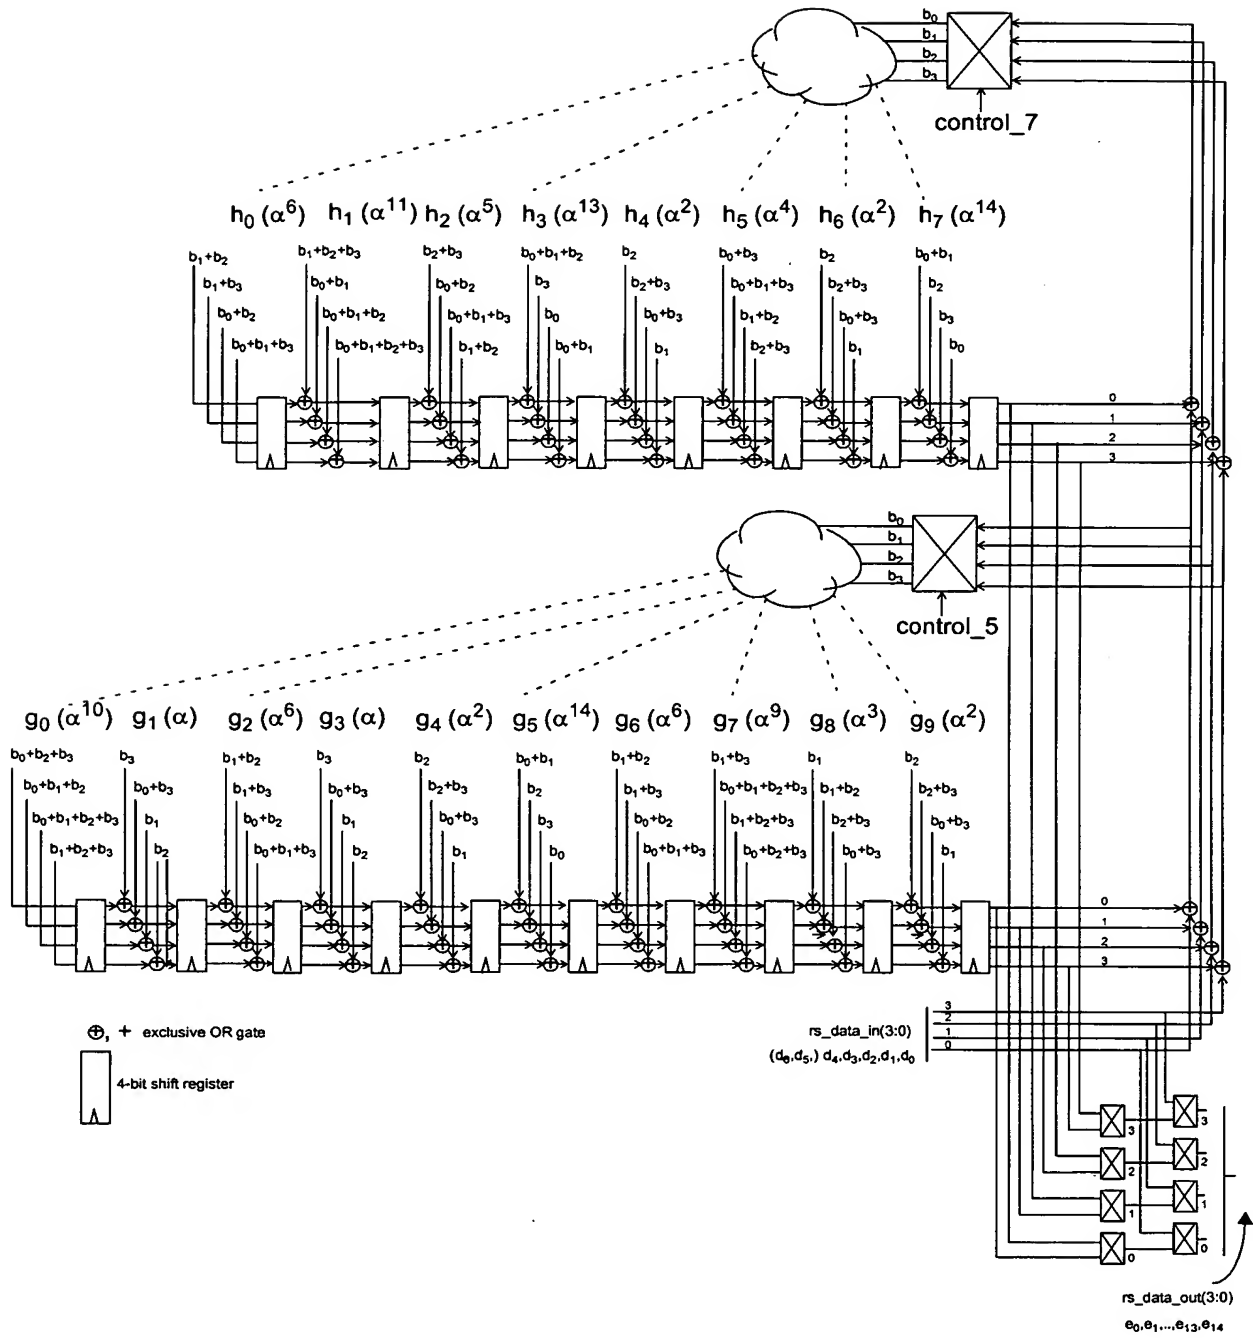 b₀
b₁
b₂
b₃
control_7
h₀ (α⁶) h₁ (α¹¹) h₂ (α⁵) h₃ (α¹³) h₄ (α²) h₅ (α⁴) h₆ (α²) h₇ (α¹⁴)
b₁+b₂ b₁+b₂+b₃ b₂+b₃ b₀+b₁+b₂ b₂ b₀+b₃ b₂ b₀+b₁
b₁+b₃ b₀+b₁ b₀+b₂ b₃ b₂+b₃ b₀+b₁+b₃ b₂+b₃ b₂
b₀+b₂ b₀+b₁+b₂ b₀+b₁+b₃ b₀ b₀+b₃ b₁+b₂ b₀+b₃ b₃
b₀+b₁+b₃ b₀+b₁+b₂+b₃ b₁+b₂ b₀+b₁ b₁ b₂+b₃ b₁ b₀
0
1
2
3
b₀
b₁
b₂
b₃
control_5
g₀ (α¹⁰) g₁ (α) g₂ (α⁶) g₃ (α) g₄ (α²) g₅ (α¹⁴) g₆ (α⁶) g₇ (α⁹) g₈ (α³) g₉ (α²)
b₀+b₂+b₃ b₃ b₁+b₂ b₃ b₂ b₀+b₁ b₁+b₂ b₁+b₃ b₁ b₂
b₀+b₁+b₂ b₀+b₃ b₁+b₃ b₀+b₃ b₂+b₃ b₂ b₁+b₃ b₀+b₁+b₂+b₃ b₁+b₂ b₂+b₃
b₀+b₁+b₂+b₃ b₁ b₀+b₂ b₁ b₀+b₃ b₃ b₀+b₂ b₁+b₂+b₃ b₂+b₃ b₀+b₃
b₁+b₂+b₃ b₂ b₀+b₁+b₃ b₂ b₁ b₀ b₀+b₁+b₃ b₀+b₂+b₃ b₀+b₃ b₁
0
1
2
3
⊕, + exclusive OR gate
4-bit shift register
rs_data_in(3:0)
(d₆,d₅,) d₄,d₃,d₂,d₁,d₀
3
2
1
0
3 3
2 2
1 1
0 0
rs_data_out(3:0)
e₀,e₁,..,e₁₃,e₁₄